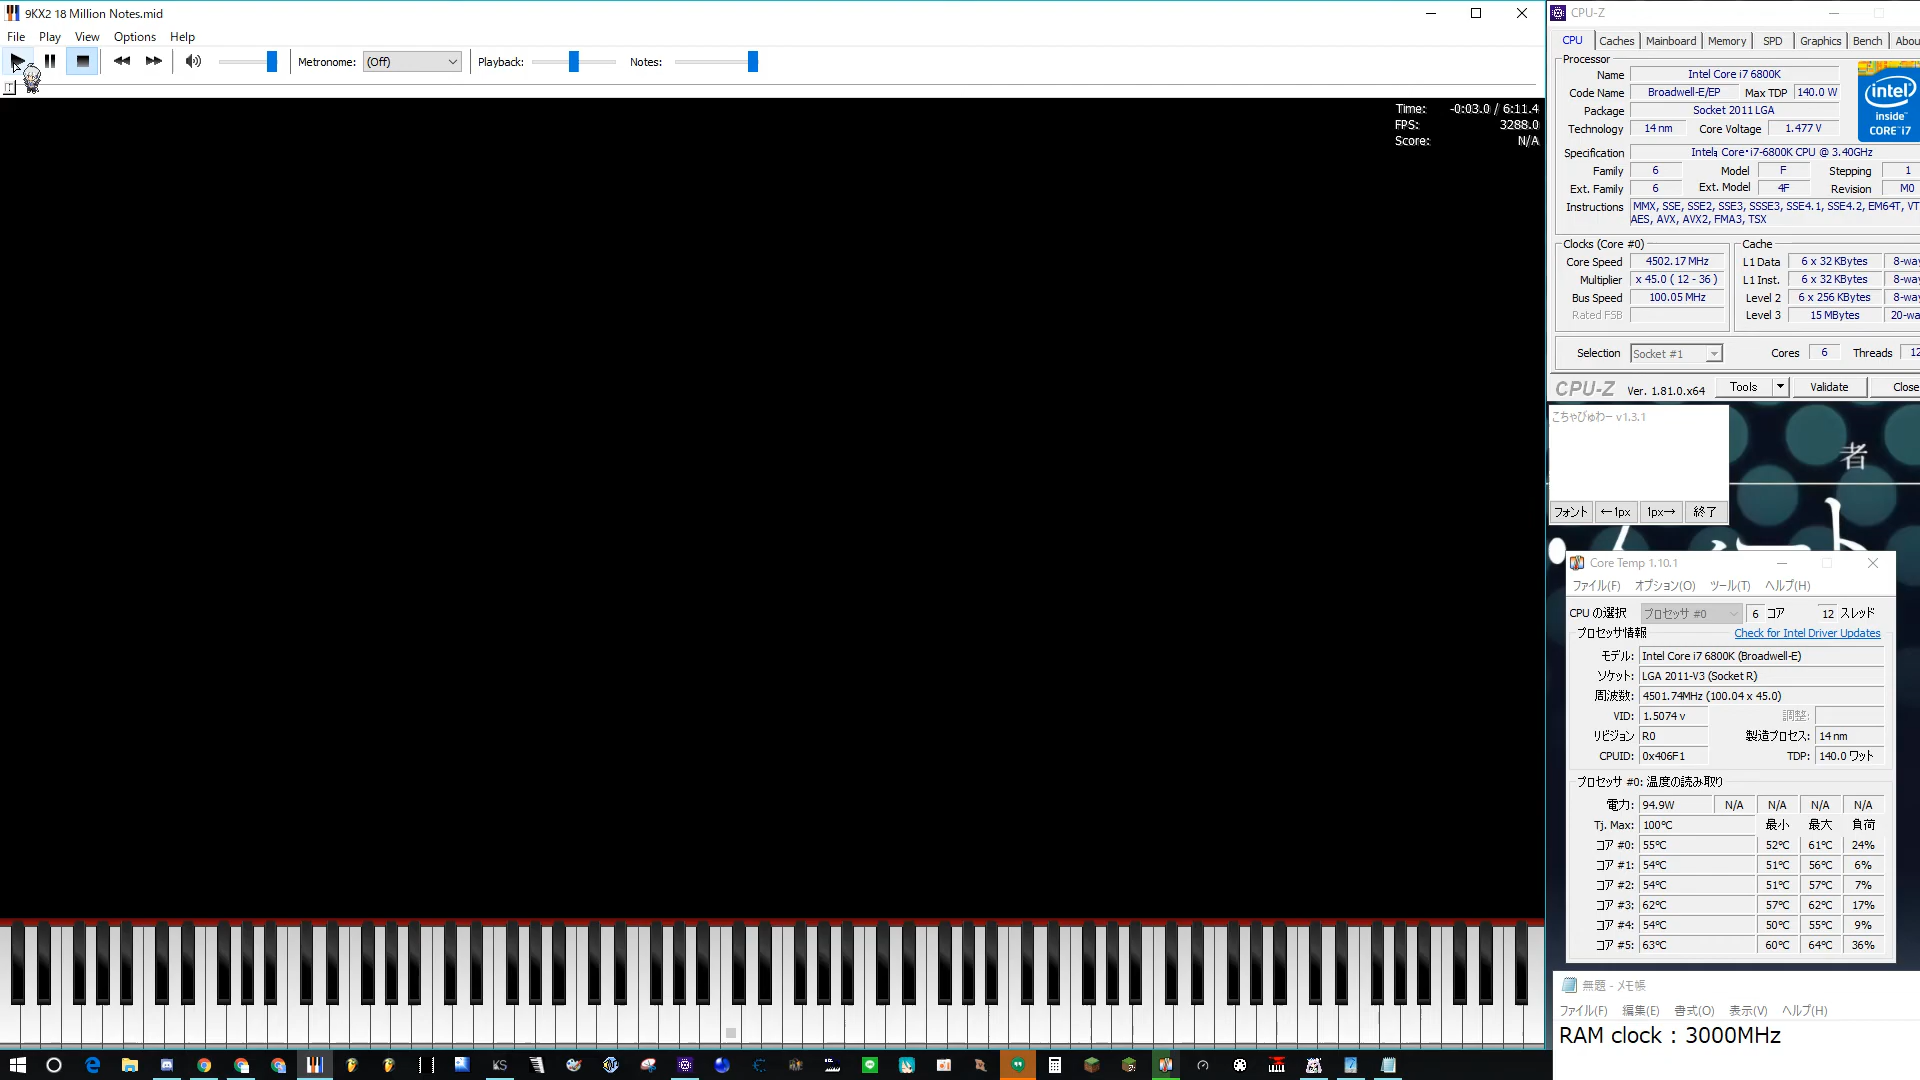 9KX2 18 Million Notes.mid
File Play View Options Help
Metronome: (Off) Playback: Notes:
Time: -0:03.0 / 6:11.4
FPS: 3288.0
Score: N/A
CPU-Z
CPU Caches Mainboard Memory SPD Graphics Bench Abou
Processor
Name Intel Core i7 6800K
Code Name Broadwell-E/EP Max TDP 140.0 W
Package Socket 2011 LGA
Technology 14 nm Core Voltage 1.477 V
intel inside™ CORE™i7
Specification Intel® Core™ i7-6800K CPU @ 3.40GHz
Family 6 Model F Stepping 1
Ext. Family 6 Ext. Model 4F Revision M0
Instructions MMX, SSE, SSE2, SSE3, SSSE3, SSE4.1, SSE4.2, EM64T, VT
AES, AVX, AVX2, FMA3, TSX
Clocks (Core #0) Cache
Core Speed 4502.17 MHz L1 Data 6 x 32 KBytes 8-way
Multiplier x 45.0 ( 12 - 36 ) L1 Inst. 6 x 32 KBytes 8-way
Bus Speed 100.05 MHz Level 2 6 x 256 KBytes 8-way
Rated FSB Level 3 15 MBytes 20-wa
Selection Socket #1 Cores 6 Threads 12
CPU-Z Ver. 1.81.0.x64 Tools Validate Close
こちゃびゅわー v1.3.1
者
フォント ←1px 1px→ 終了
Core Temp 1.10.1
ファイル(F) オプション(O) ツール(T) ヘルプ(H)
CPU の選択 プロセッサ #0 6 コア 12 スレッド
プロセッサ情報 Check for Intel Driver Updates
モデル: Intel Core i7 6800K (Broadwell-E)
ソケット: LGA 2011-V3 (Socket R)
周波数: 4501.74MHz (100.04 x 45.0)
VID: 1.5074 v 調整:
リビジョン R0 製造プロセス: 14 nm
CPUID: 0x406F1 TDP: 140.0 ワット
プロセッサ #0: 温度の読み取り
電力: 94.9W N/A N/A N/A N/A
Tj. Max: 100°C 最小 最大 負荷
コア #0: 55°C 52°C 61°C 24%
コア #1: 54°C 51°C 56°C 6%
コア #2: 54°C 51°C 57°C 7%
コア #3: 62°C 57°C 62°C 17%
コア #4: 54°C 50°C 55°C 9%
コア #5: 63°C 60°C 64°C 36%
無題 - メモ帳
ファイル(F) 編集(E) 書式(O) 表示(V) ヘルプ(H)
RAM clock : 3000MHz
KS